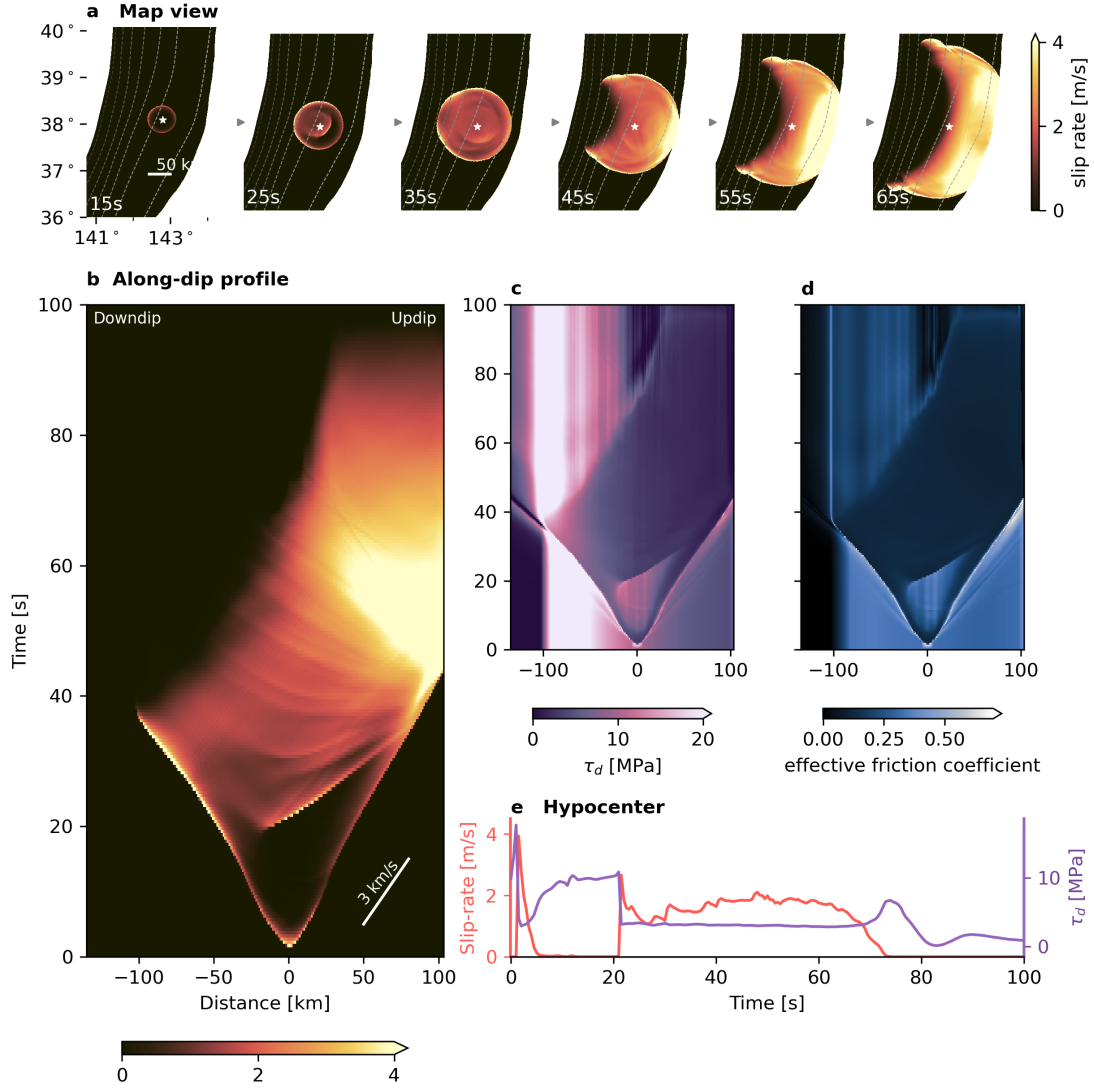 a Map view
40°
39°
38°
37°
36°
141° 143°
50 k
15s
25s
35s
45s
55s
65s
4
2
0
slip rate [m/s]
b Along-dip profile
Downdip Updip
100
80
60
40
20
0
Time [s]
3 km/s
−100 −50 0 50 100
Distance [km]
0 2 4
c
100
80
60
40
20
0
−100 0 100
0 10 20
τd [MPa]
d
−100 0 100
0.00 0.25 0.50
effective friction coefficient
e Hypocenter
4
2
0
Slip-rate [m/s]
10
0
τd [MPa]
0 20 40 60 80 100
Time [s]